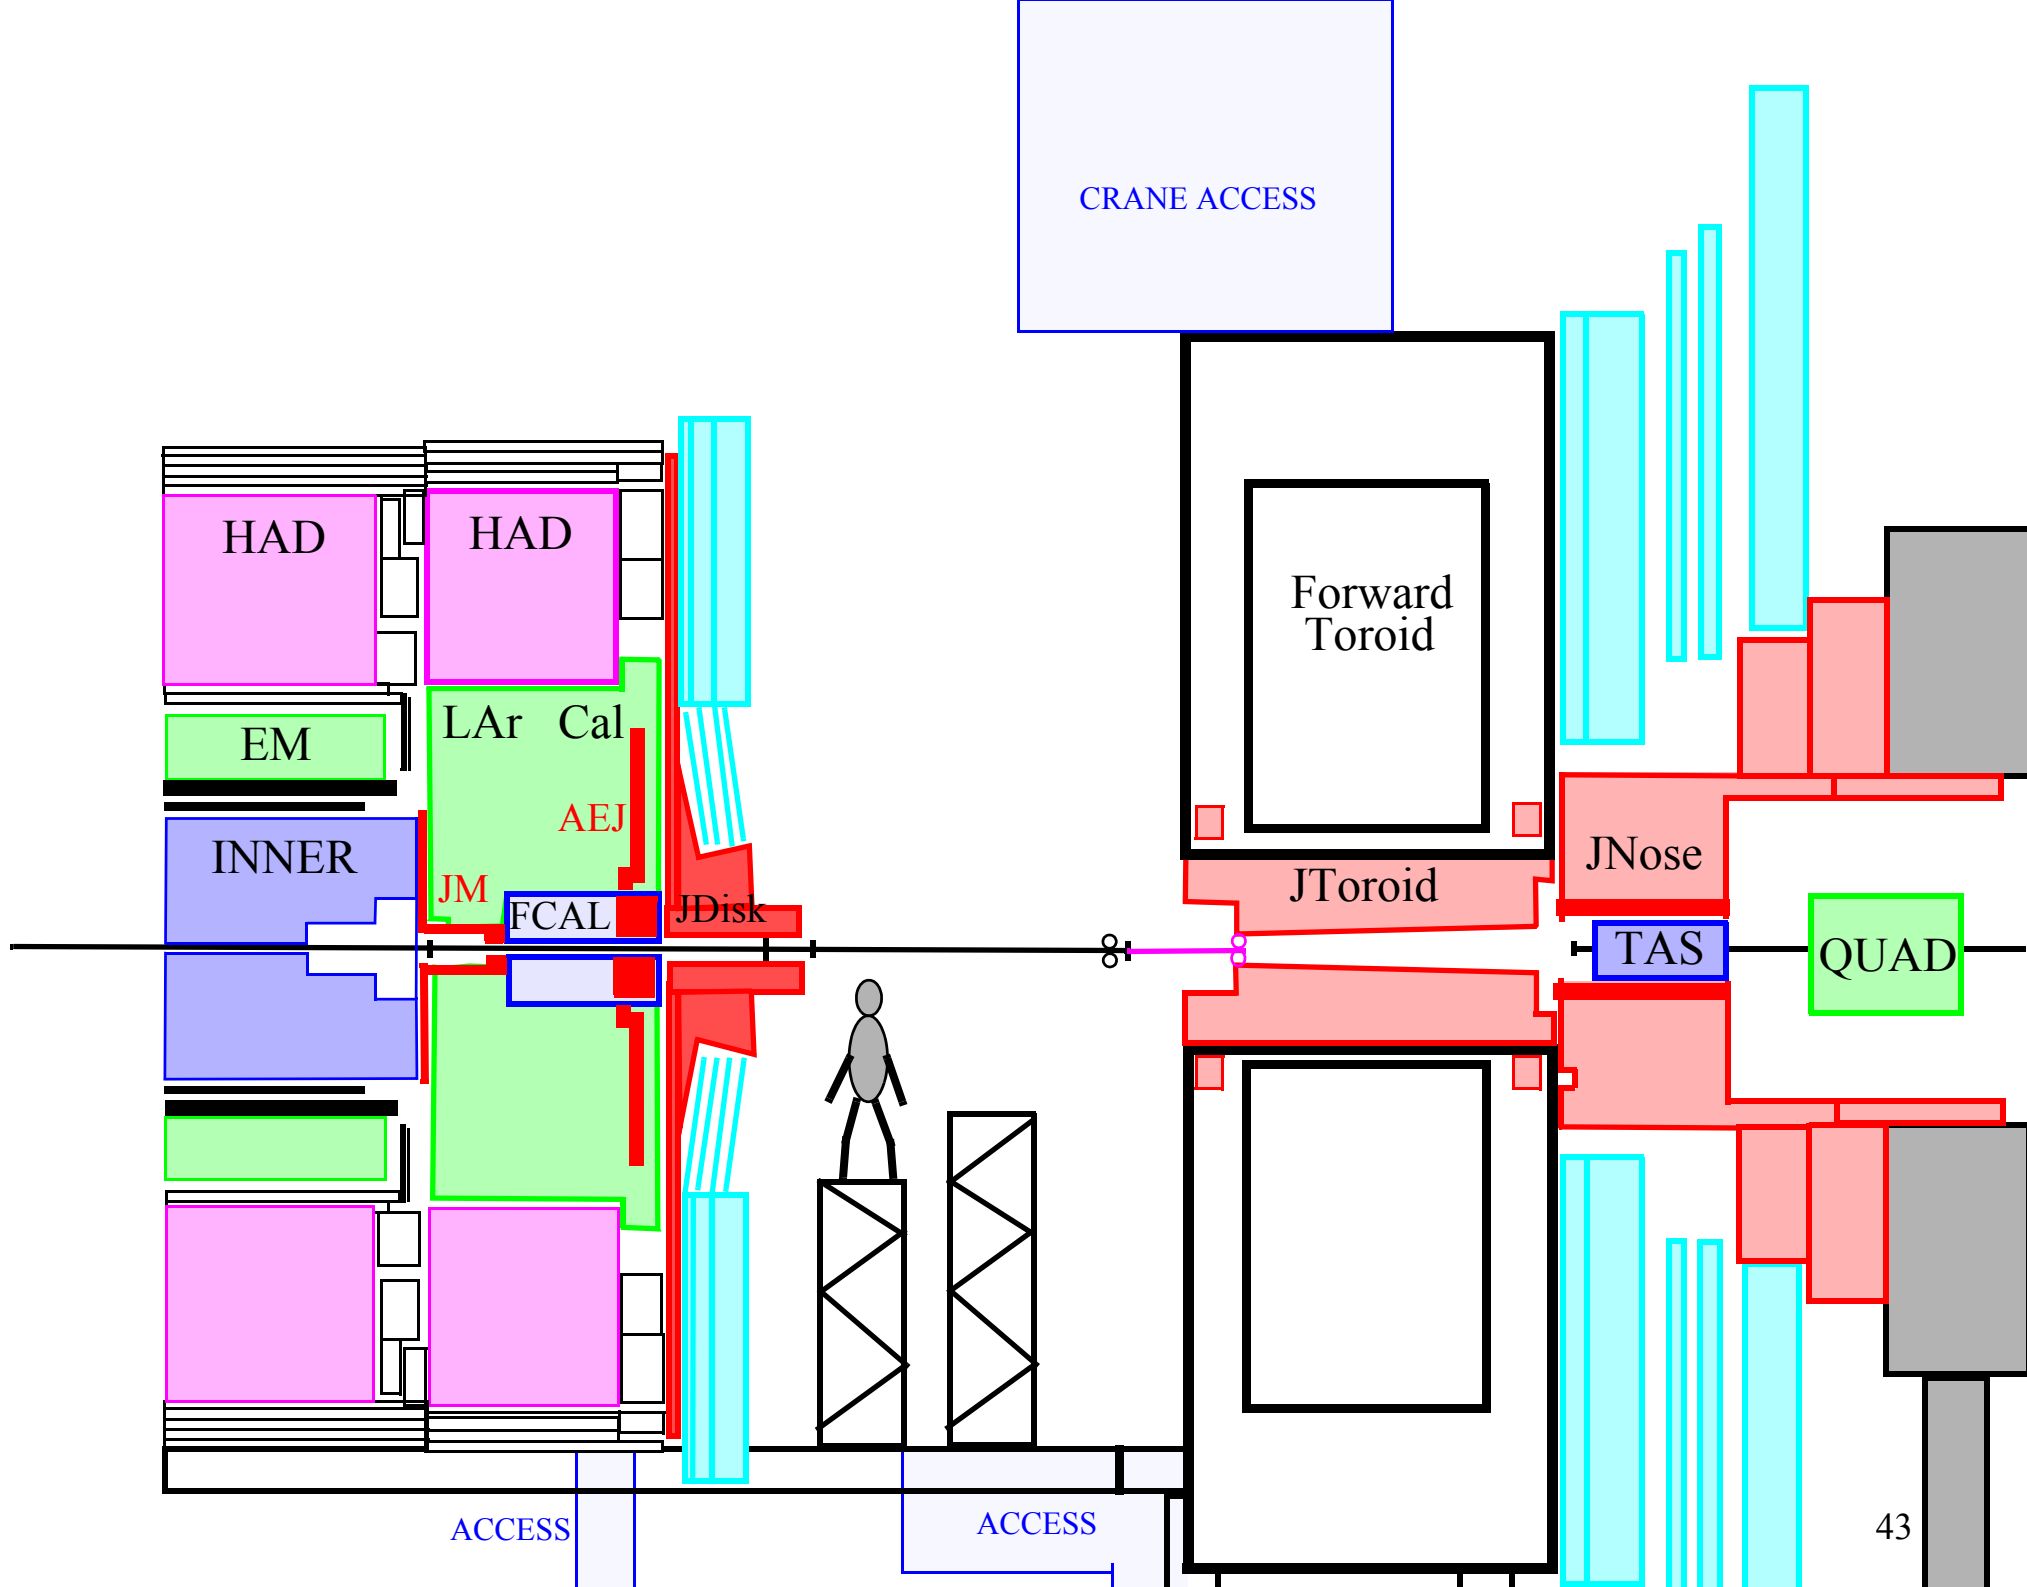 CRANE ACCESS
HAD
HAD
Forward
Toroid
LAr Cal
EM
AEJ
INNER
JNose
JM
JToroid
FCAL
JDisk
TAS
QUAD
ACCESS
ACCESS
43